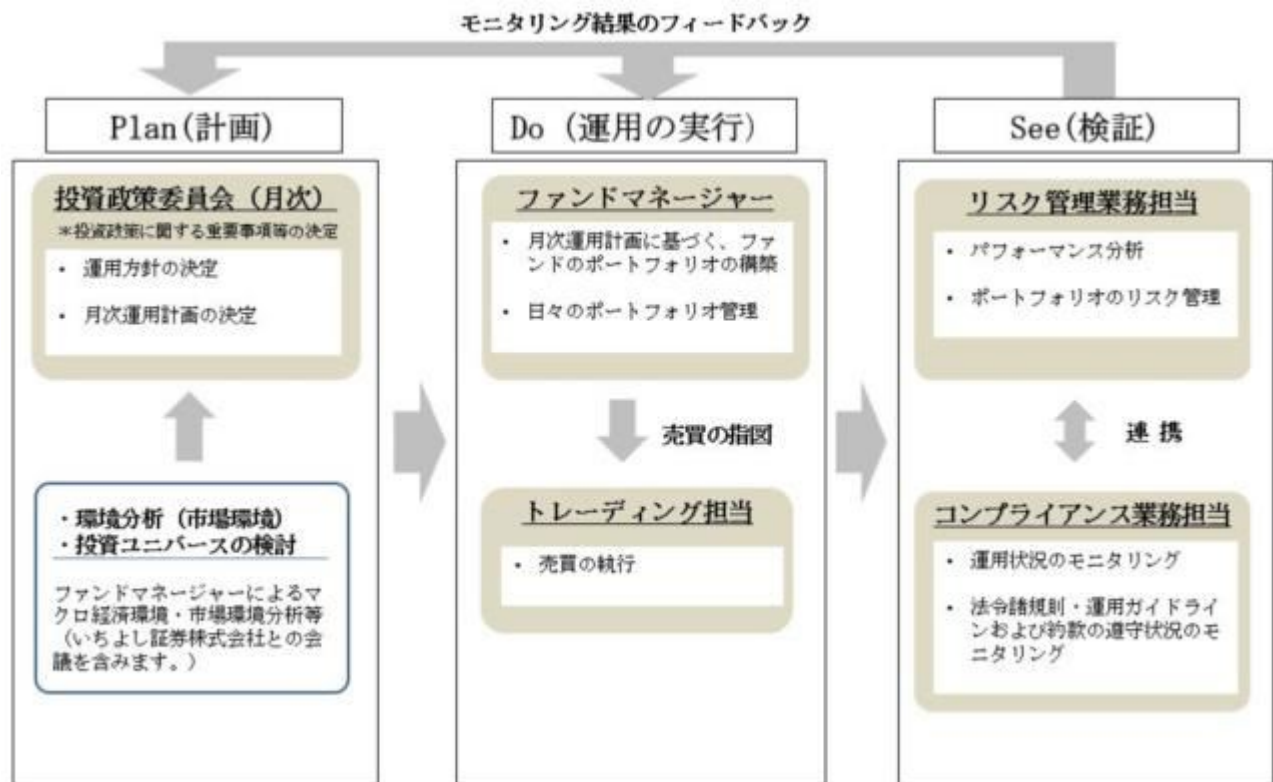 モニタリング結果のフィードバック
Plan(計画)
投資政策委員会（月次）
＊投資政策に関する重要事項等の決定
・ 運用方針の決定
・ 月次運用計画の決定
・環境分析（市場環境）
・投資ユニバースの検討
ファンドマネージャーによるマ
クロ経済環境・市場環境分析等
（いちよし証券株式会社との会
議を含みます。）
Do（運用の実行）
ファンドマネージャー
・ 月次運用計画に基づく、ファ
ンドのポートフォリオの構築
・ 日々のポートフォリオ管理
売買の指図
トレーディング担当
・ 売買の執行
See(検証)
リスク管理業務担当
・ パフォーマンス分析
・ ポートフォリオのリスク管理
連 携
コンプライアンス業務担当
・ 運用状況のモニタリング
・ 法令諸規則・運用ガイドライ
ンおよび約款の遵守状況のモ
ニタリング